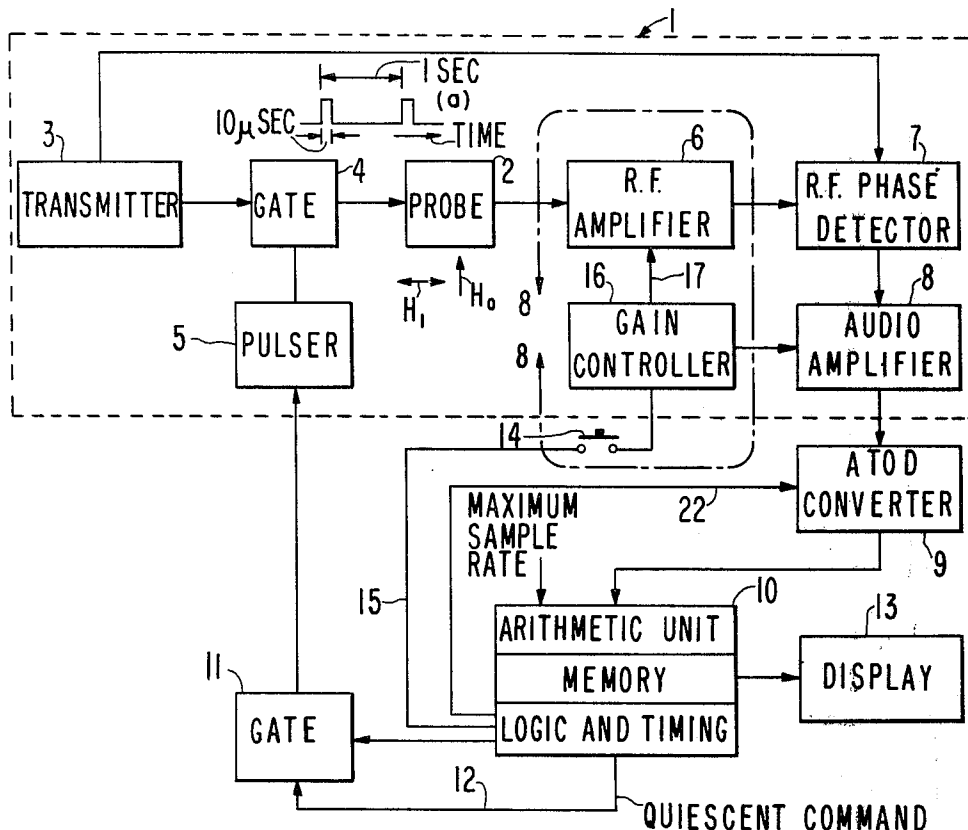 1
1 SEC
(a)
10μ SEC
TIME
3
4
2
6
7
TRANSMITTER
GATE
PROBE
R.F.
AMPLIFIER
R.F. PHASE
DETECTOR
H1
H0
8
8
16
17
8
5
PULSER
GAIN
CONTROLLER
AUDIO
AMPLIFIER
14
A TO D
CONVERTER
22
9
MAXIMUM
SAMPLE
RATE
15
10
13
ARITHMETIC UNIT
MEMORY
LOGIC AND TIMING
DISPLAY
11
GATE
12
QUIESCENT COMMAND